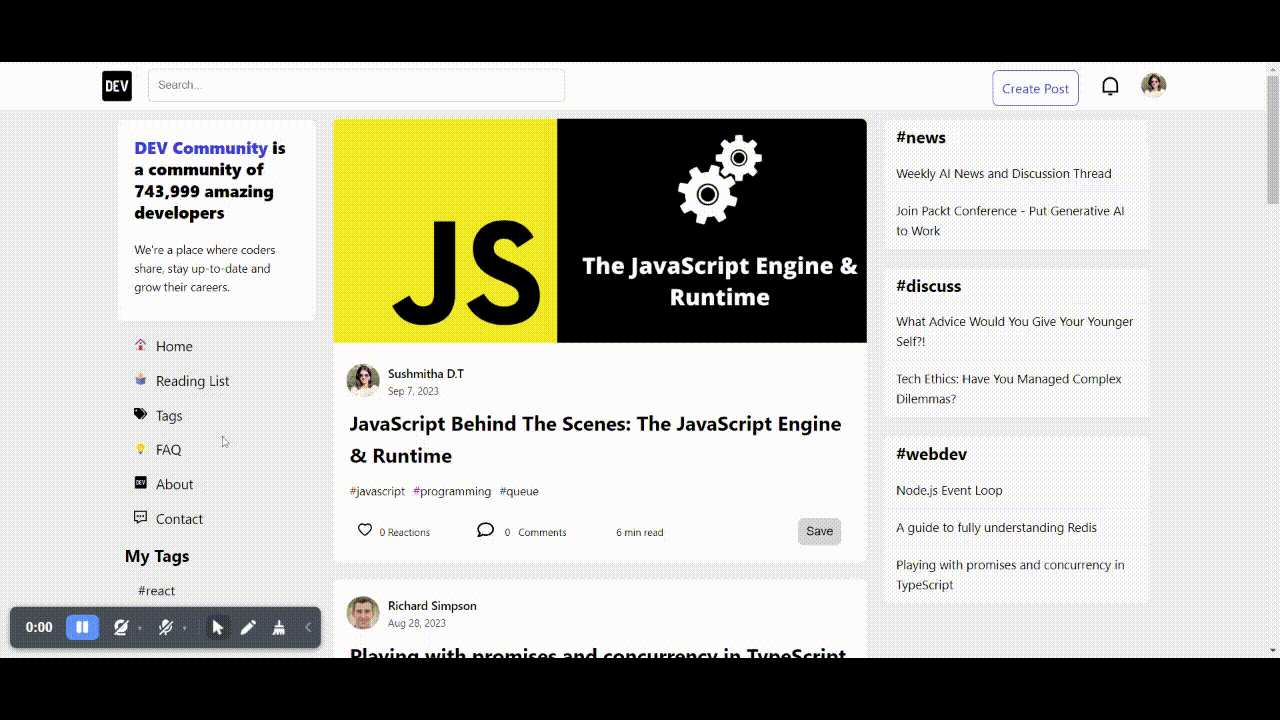 DEV
Search...
Create Post
DEV Community is
a community of
743,999 amazing
developers
We're a place where coders
share, stay up-to-date and
grow their careers.
Home
Reading List
Tags
FAQ
DEV
About
Contact
My Tags
#react
0:00
JS
The JavaScript Engine &
Runtime
Sushmitha D.T
Sep 7, 2023
JavaScript Behind The Scenes: The JavaScript Engine
& Runtime
#javascript #programming #queue
0 Reactions 0 Comments 6 min read Save
Richard Simpson
Aug 28, 2023
Playing with promises and concurrency in TypeScript
#news
Weekly AI News and Discussion Thread
Join Packt Conference - Put Generative AI
to Work
#discuss
What Advice Would You Give Your Younger
Self?!
Tech Ethics: Have You Managed Complex
Dilemmas?
#webdev
Node.js Event Loop
A guide to fully understanding Redis
Playing with promises and concurrency in
TypeScript